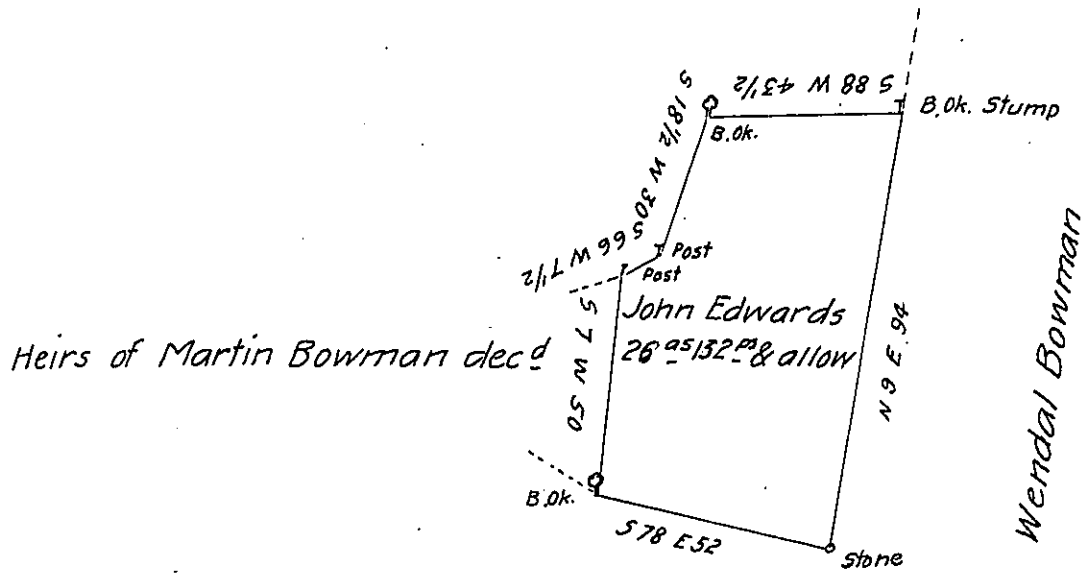 S 88 W 43 1/2
B.Ok. Stump
B.Ok.
S 18 1/2 W 30
S 66 W 7 1/2
Post
Post
John Edwards
26 as 132 ps & allow
Heirs of Martin Bowman decd
S 7 W 50
N 9 E 94
Wendal Bowman
B.Ok.
S 78 E 52
Stone